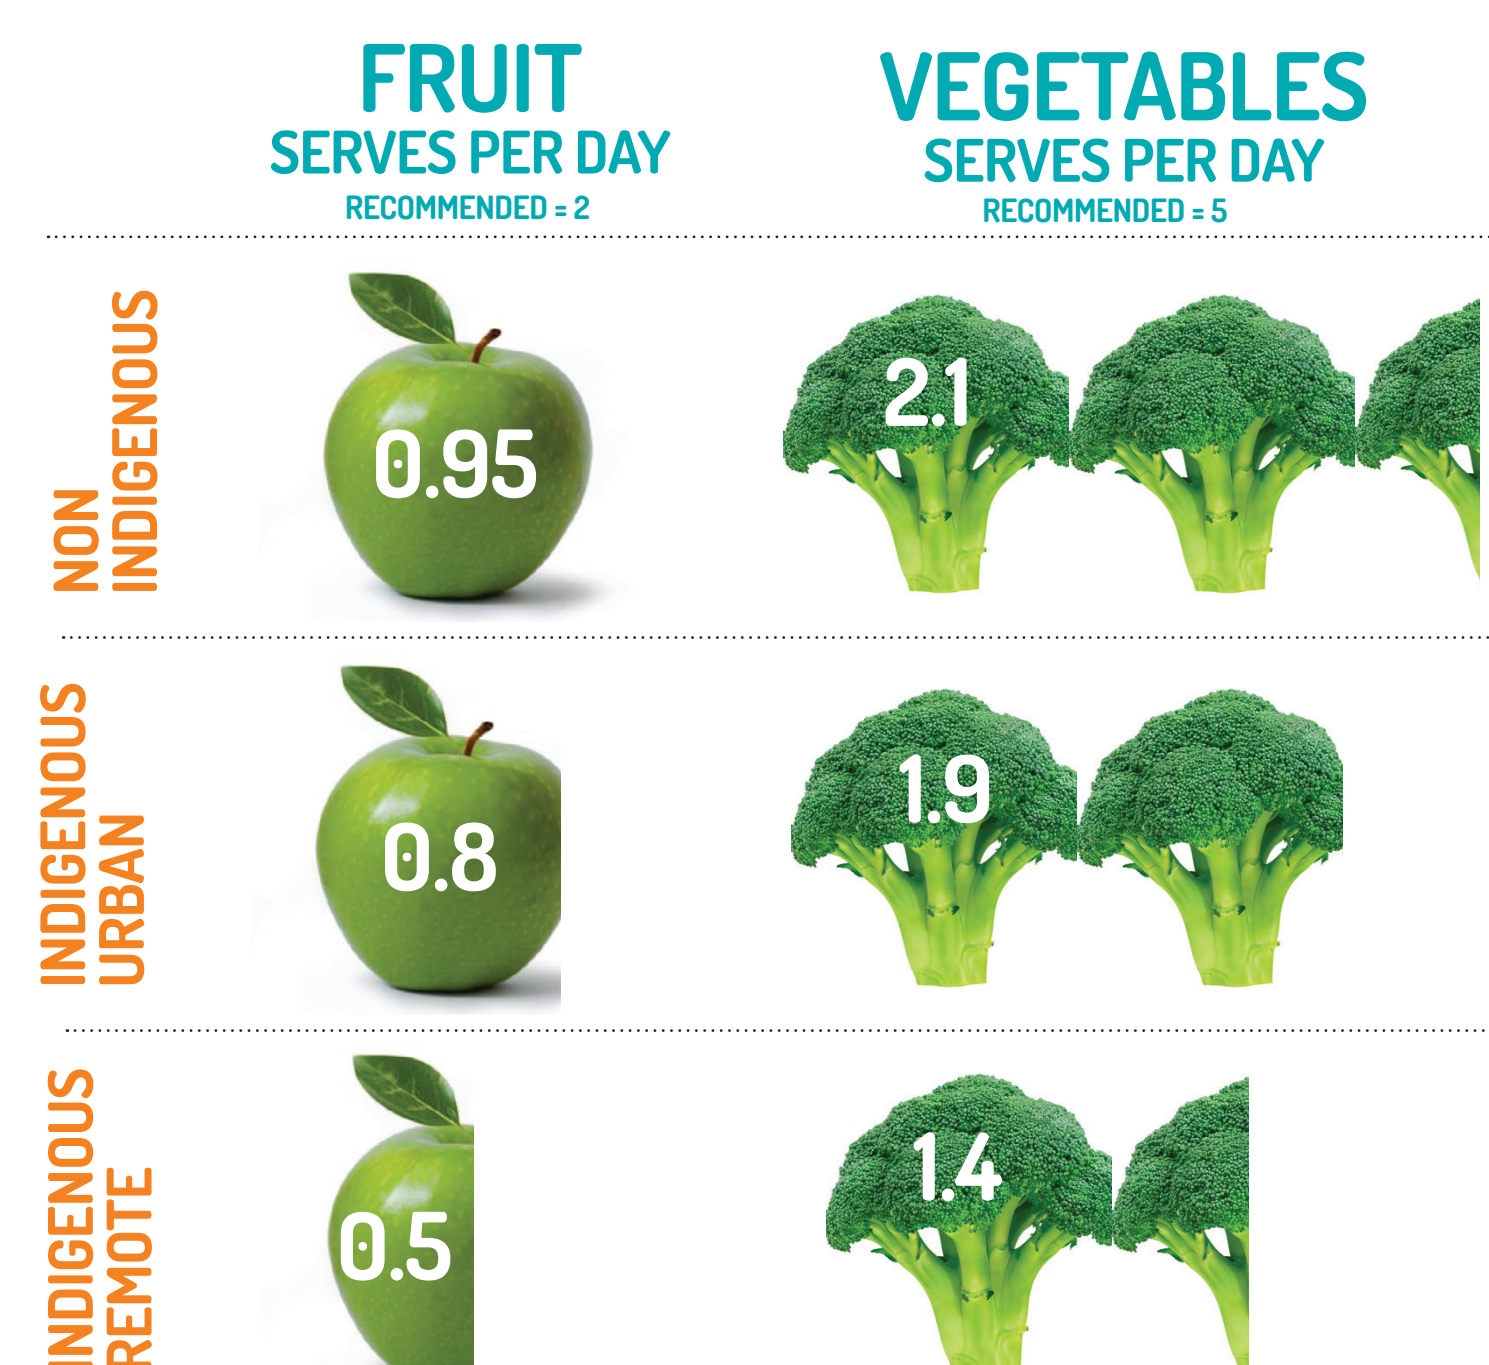 FRUIT
SERVES PER DAY
RECOMMENDED = 2
VEGETABLES
SERVES PER DAY
RECOMMENDED = 5
NON
INDIGENOUS
0.95
2.1
INDIGENOUS
URBAN
0.8
1.9
INDIGENOUS
REMOTE
0.5
1.4